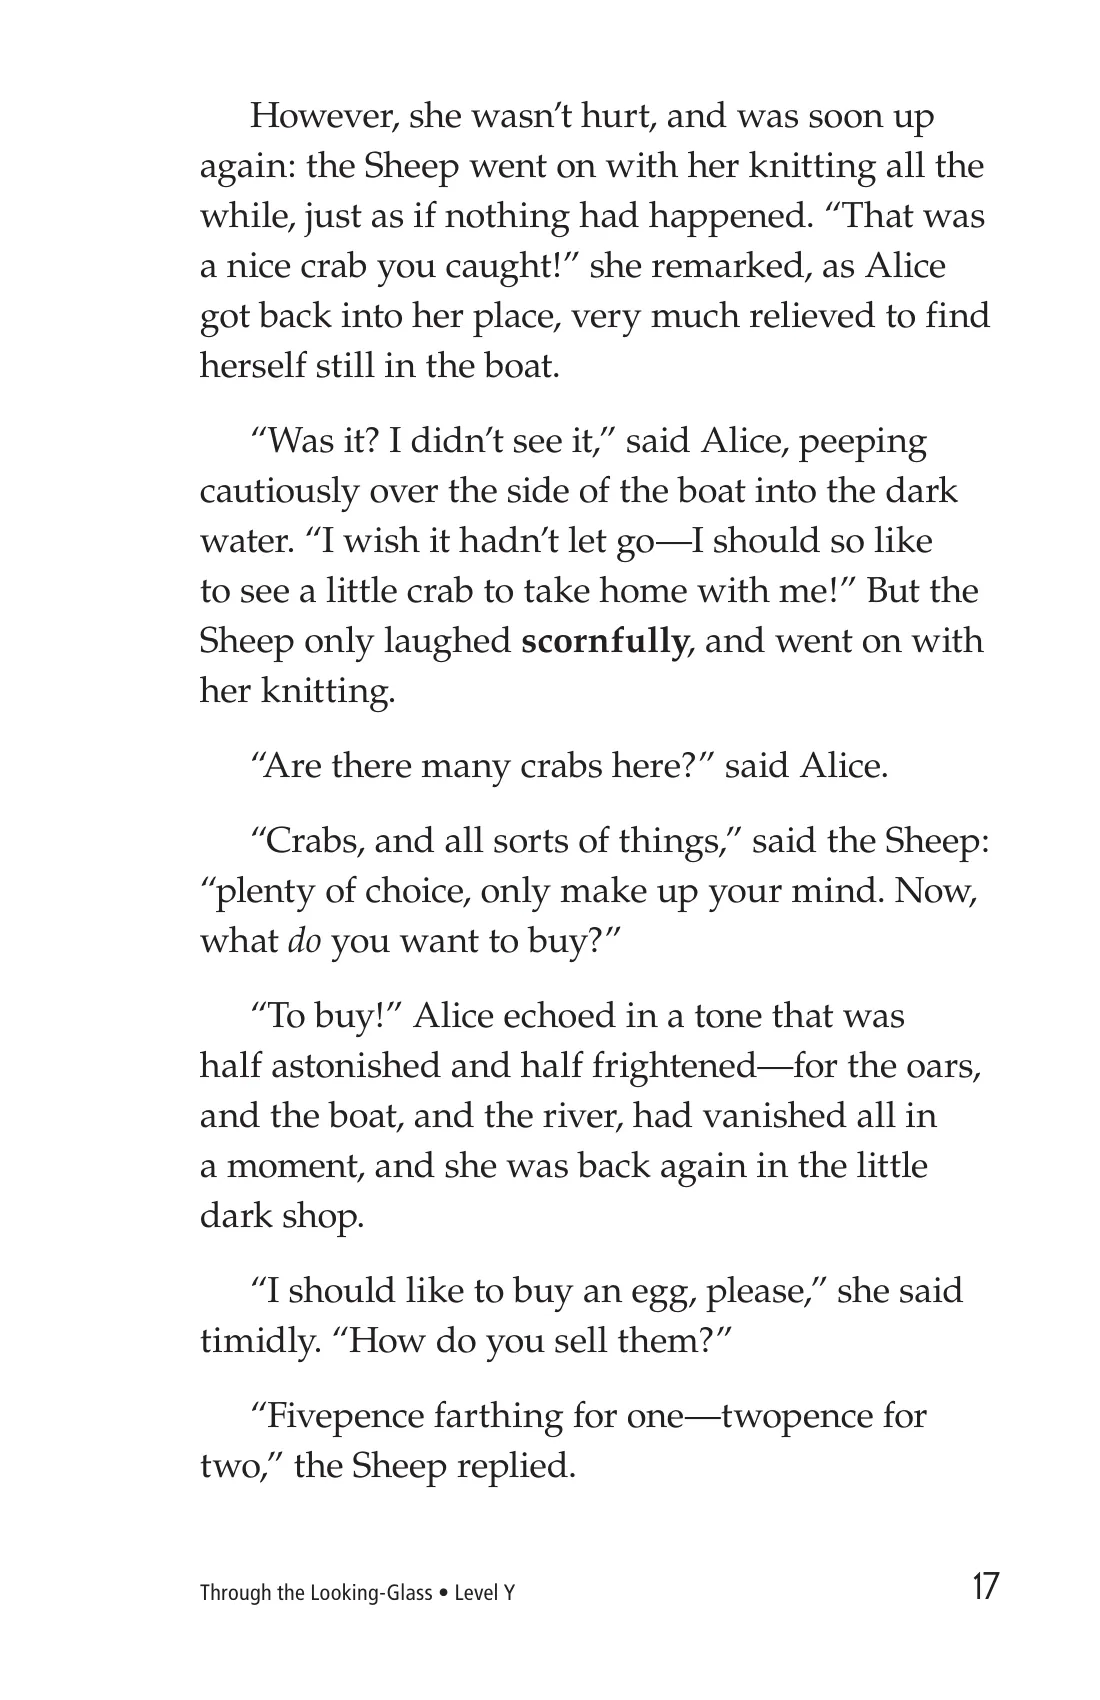 However, she wasn’t hurt, and was soon up
again: the Sheep went on with her knitting all the
while, just as if nothing had happened. “That was
a nice crab you caught!” she remarked, as Alice
got back into her place, very much relieved to find
herself still in the boat.
“Was it? I didn’t see it,” said Alice, peeping
cautiously over the side of the boat into the dark
water. “I wish it hadn’t let go—I should so like
to see a little crab to take home with me!” But the
Sheep only laughed scornfully, and went on with
her knitting.
“Are there many crabs here?” said Alice.
“Crabs, and all sorts of things,” said the Sheep:
“plenty of choice, only make up your mind. Now,
what do you want to buy?”
“To buy!” Alice echoed in a tone that was
half astonished and half frightened—for the oars,
and the boat, and the river, had vanished all in
a moment, and she was back again in the little
dark shop.
“I should like to buy an egg, please,” she said
timidly. “How do you sell them?”
“Fivepence farthing for one—twopence for
two,” the Sheep replied.
Through the Looking-Glass • Level Y
17